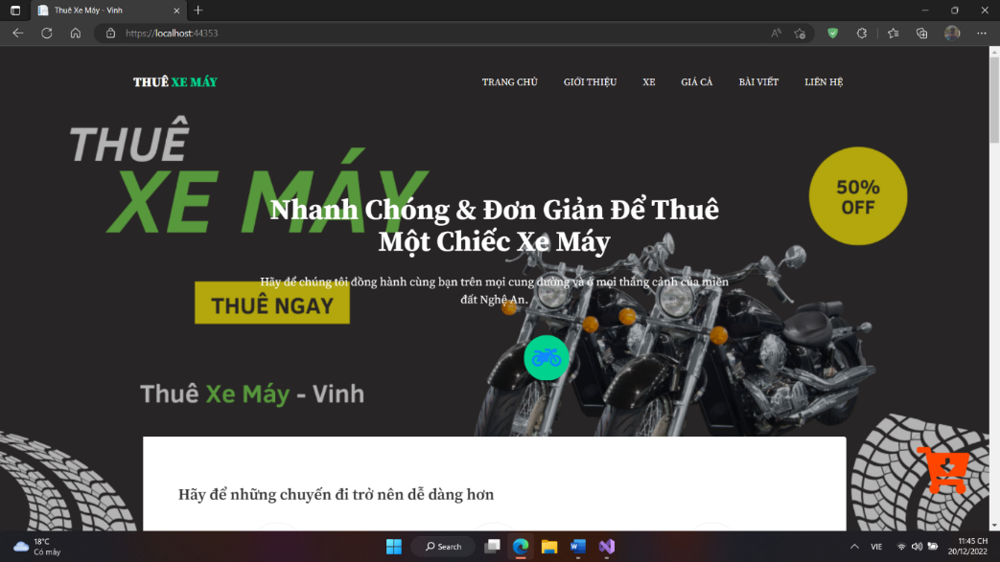 Thuê Xe Máy - Vinh
https://localhost:44353
THUÊ XE MÁY
TRANG CHỦ GIỚI THIỆU XE GIÁ CẢ BÀI VIẾT LIÊN HỆ
THUÊ
XE MÁY
50%
OFF
Nhanh Chóng & Đơn Giản Để Thuê
Một Chiếc Xe Máy
Hãy để chúng tôi đồng hành cùng bạn trên mọi cung đường và ở mọi thắng cảnh của miền
đất Nghệ An.
THUÊ NGAY
Thuê Xe Máy - Vinh
Hãy để những chuyến đi trở nên dễ dàng hơn
18°C
Có mây
Search
VIE
11:45 CH
20/12/2022